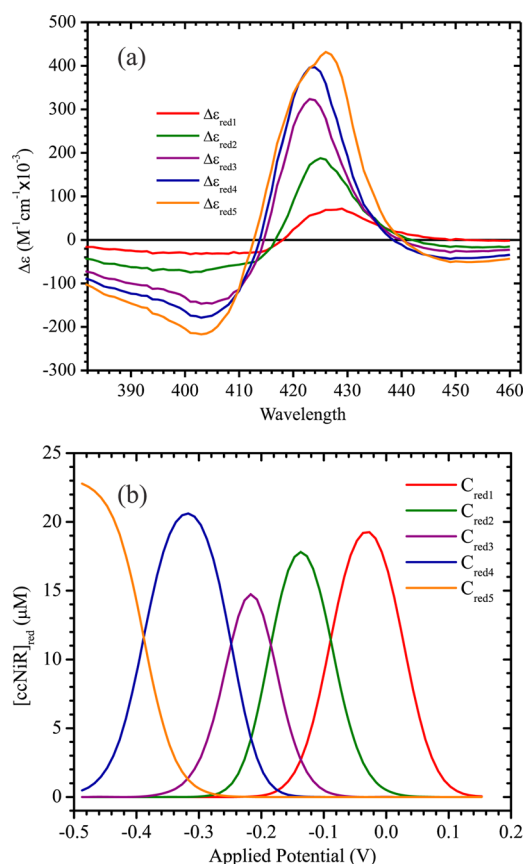 500
400
300
200
100
0
-100
-200
-300
Δε (M⁻¹cm⁻¹x10⁻³)
(a)
Δε_red1
Δε_red2
Δε_red3
Δε_red4
Δε_red5
390 400 410 420 430 440 450 460
Wavelength
25
20
15
10
5
0
[ccNiR]_red (μM)
(b)
C_red1
C_red2
C_red3
C_red4
C_red5
-0.5 -0.4 -0.3 -0.2 -0.1 0.0 0.1 0.2
Applied Potential (V)